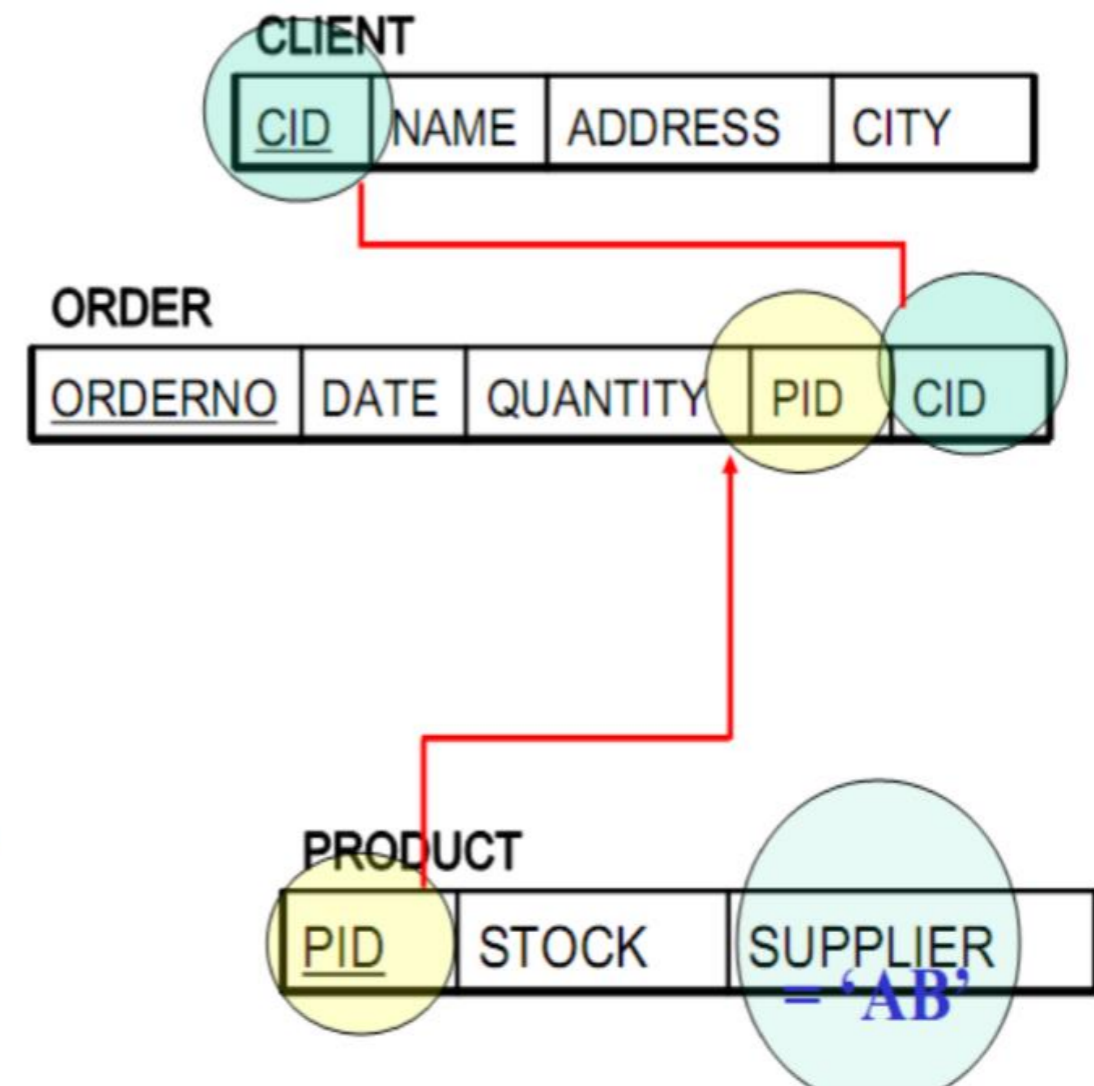 CLIENT
CID NAME ADDRESS CITY
ORDER
ORDERNO DATE QUANTITY PID CID
PRODUCT
PID STOCK SUPPLIER
= ‘AB’